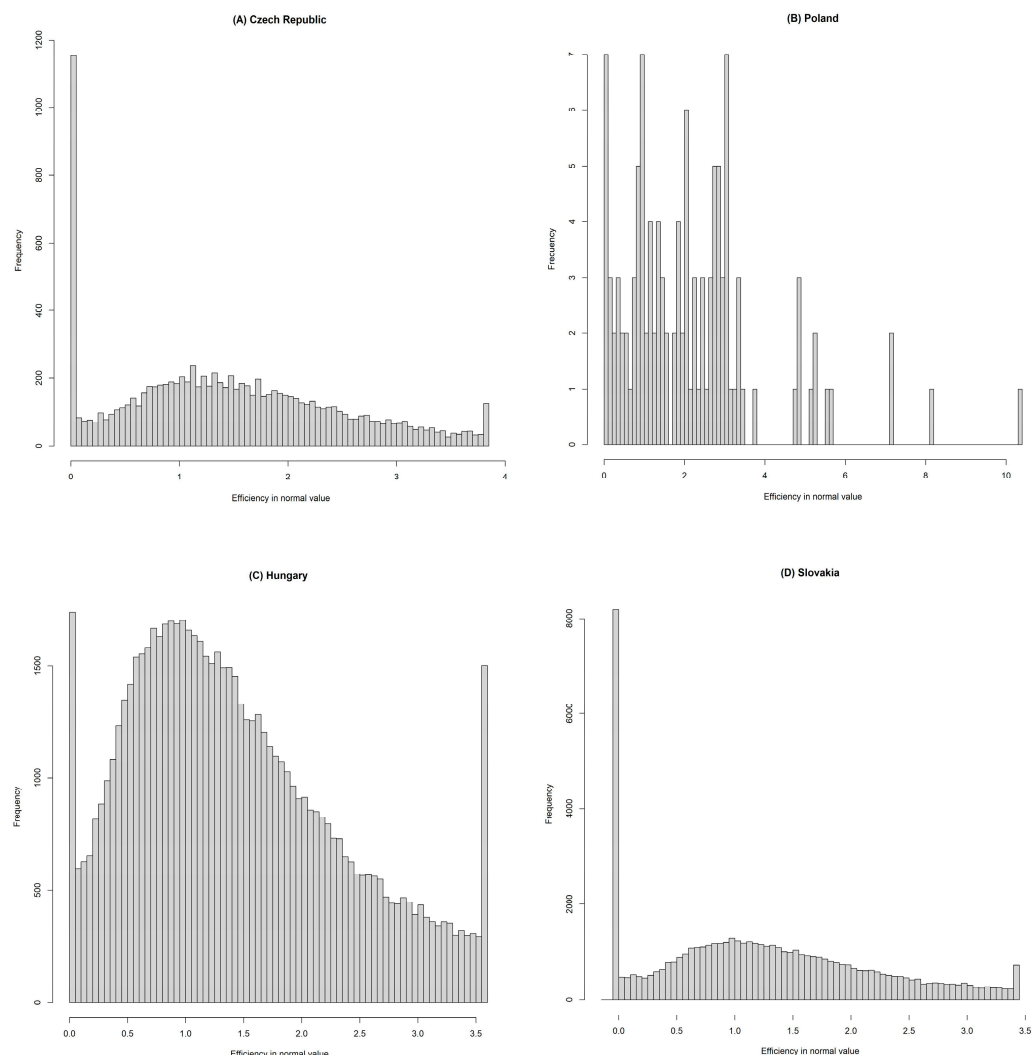 (A) Czech Republic
1200
1000
800
600
400
200
0
Frequency
0 1 2 3 4
Efficiency in normal value
(B) Poland
7
6
5
4
3
2
1
0
Frecuency
0 2 4 6 8 10
Efficiency in normal value
(C) Hungary
1500
1000
500
0
Frequency
0.0 0.5 1.0 1.5 2.0 2.5 3.0 3.5
Efficiency in normal value
(D) Slovakia
8000
6000
4000
2000
0
Frequency
0.0 0.5 1.0 1.5 2.0 2.5 3.0 3.5
Efficiency in normal value